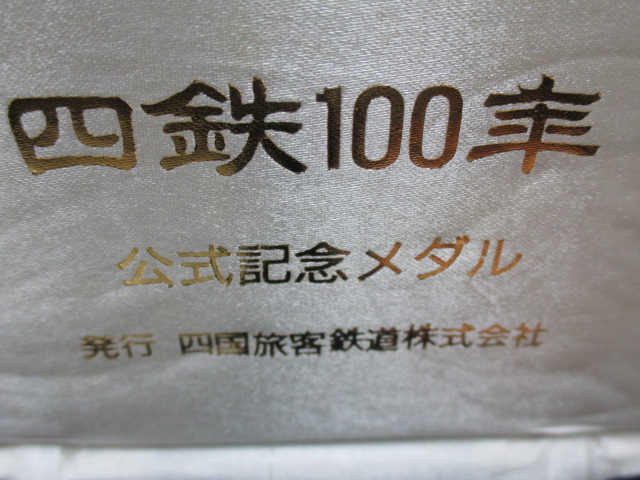 四鉄100年
公式記念メダル
発行 四国旅客鉄道株式会社